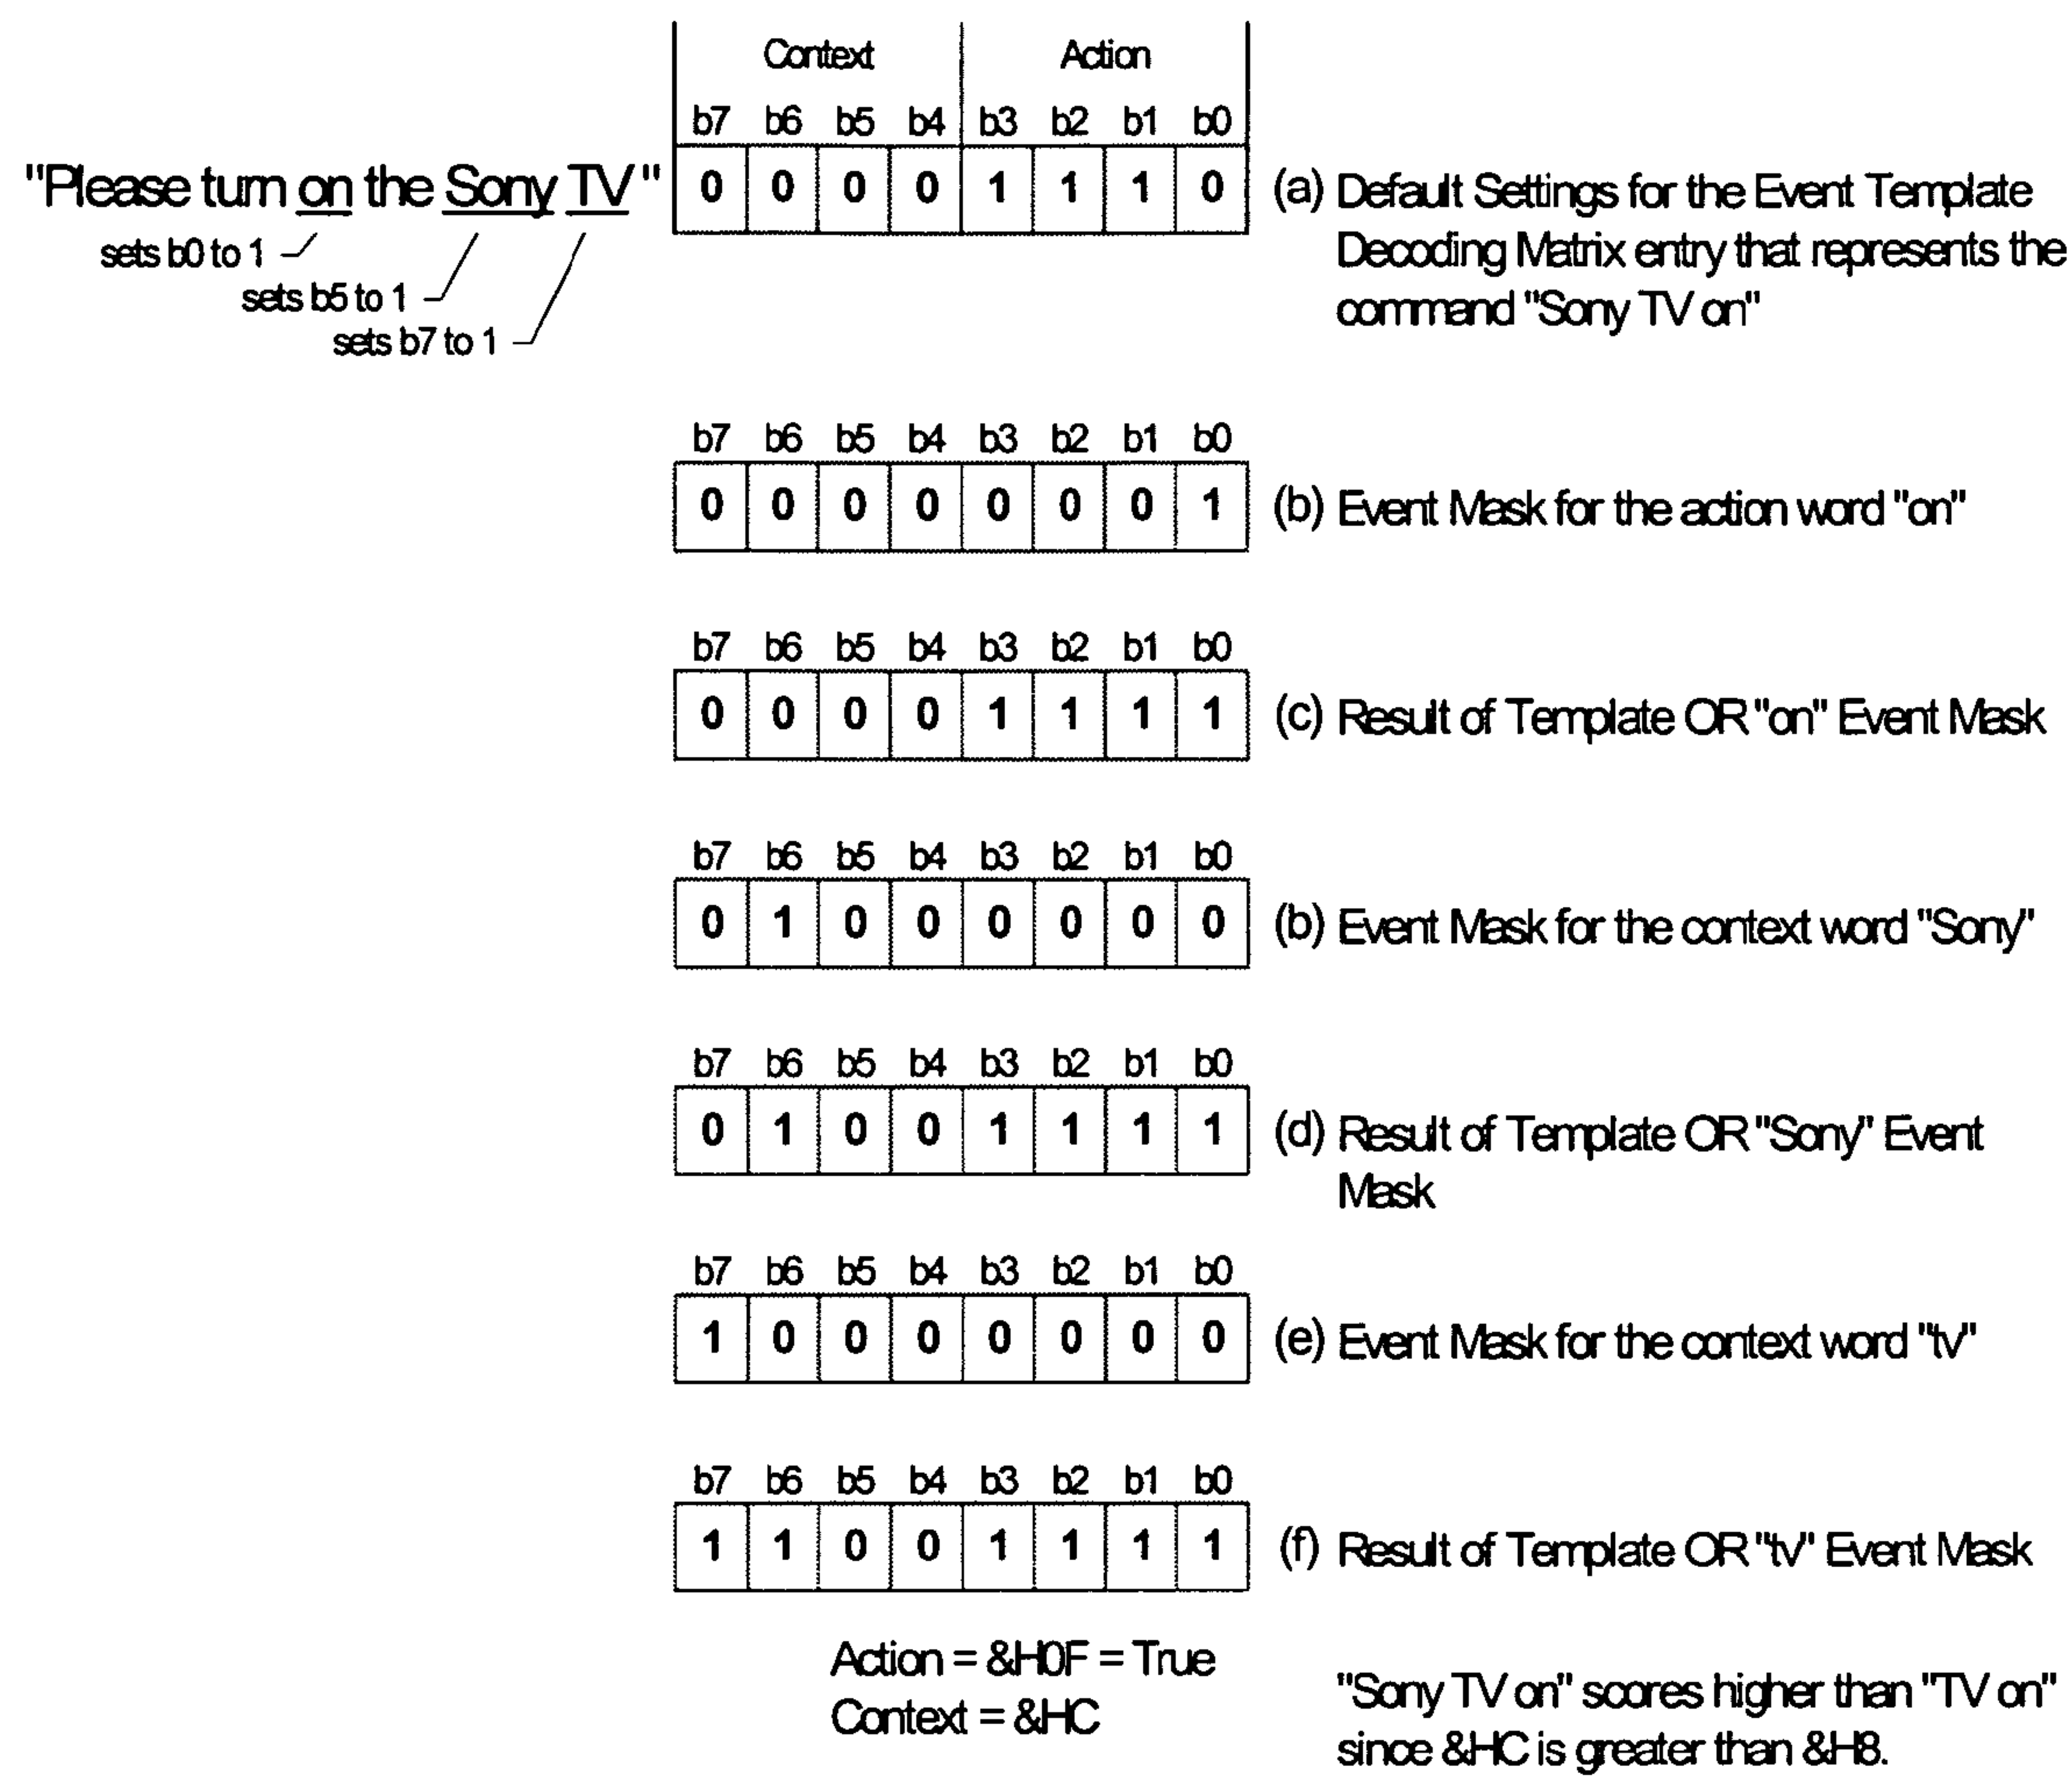 Context Action
b7 b6 b5 b4 b3 b2 b1 b0
"Please turn on the Sony TV" 0 0 0 0 1 1 1 0 (a) Default Settings for the Event Template
sets b0 to 1 Decoding Matrix entry that represents the
sets b5 to 1 command "Sony TV on"
sets b7 to 1
b7 b6 b5 b4 b3 b2 b1 b0
0 0 0 0 0 0 0 1 (b) Event Mask for the action word "on"
b7 b6 b5 b4 b3 b2 b1 b0
0 0 0 0 1 1 1 1 (c) Result of Template OR "on" Event Mask
b7 b6 b5 b4 b3 b2 b1 b0
0 1 0 0 0 0 0 0 (b) Event Mask for the context word "Sony"
b7 b6 b5 b4 b3 b2 b1 b0
0 1 0 0 1 1 1 1 (d) Result of Template OR "Sony" Event
Mask
b7 b6 b5 b4 b3 b2 b1 b0
1 0 0 0 0 0 0 0 (e) Event Mask for the context word "tv"
b7 b6 b5 b4 b3 b2 b1 b0
1 1 0 0 1 1 1 1 (f) Result of Template OR "tv" Event Mask
Action = &H0F = True
Context = &HC
"Sony TV on" scores higher than "TV on"
since &HC is greater than &H8.